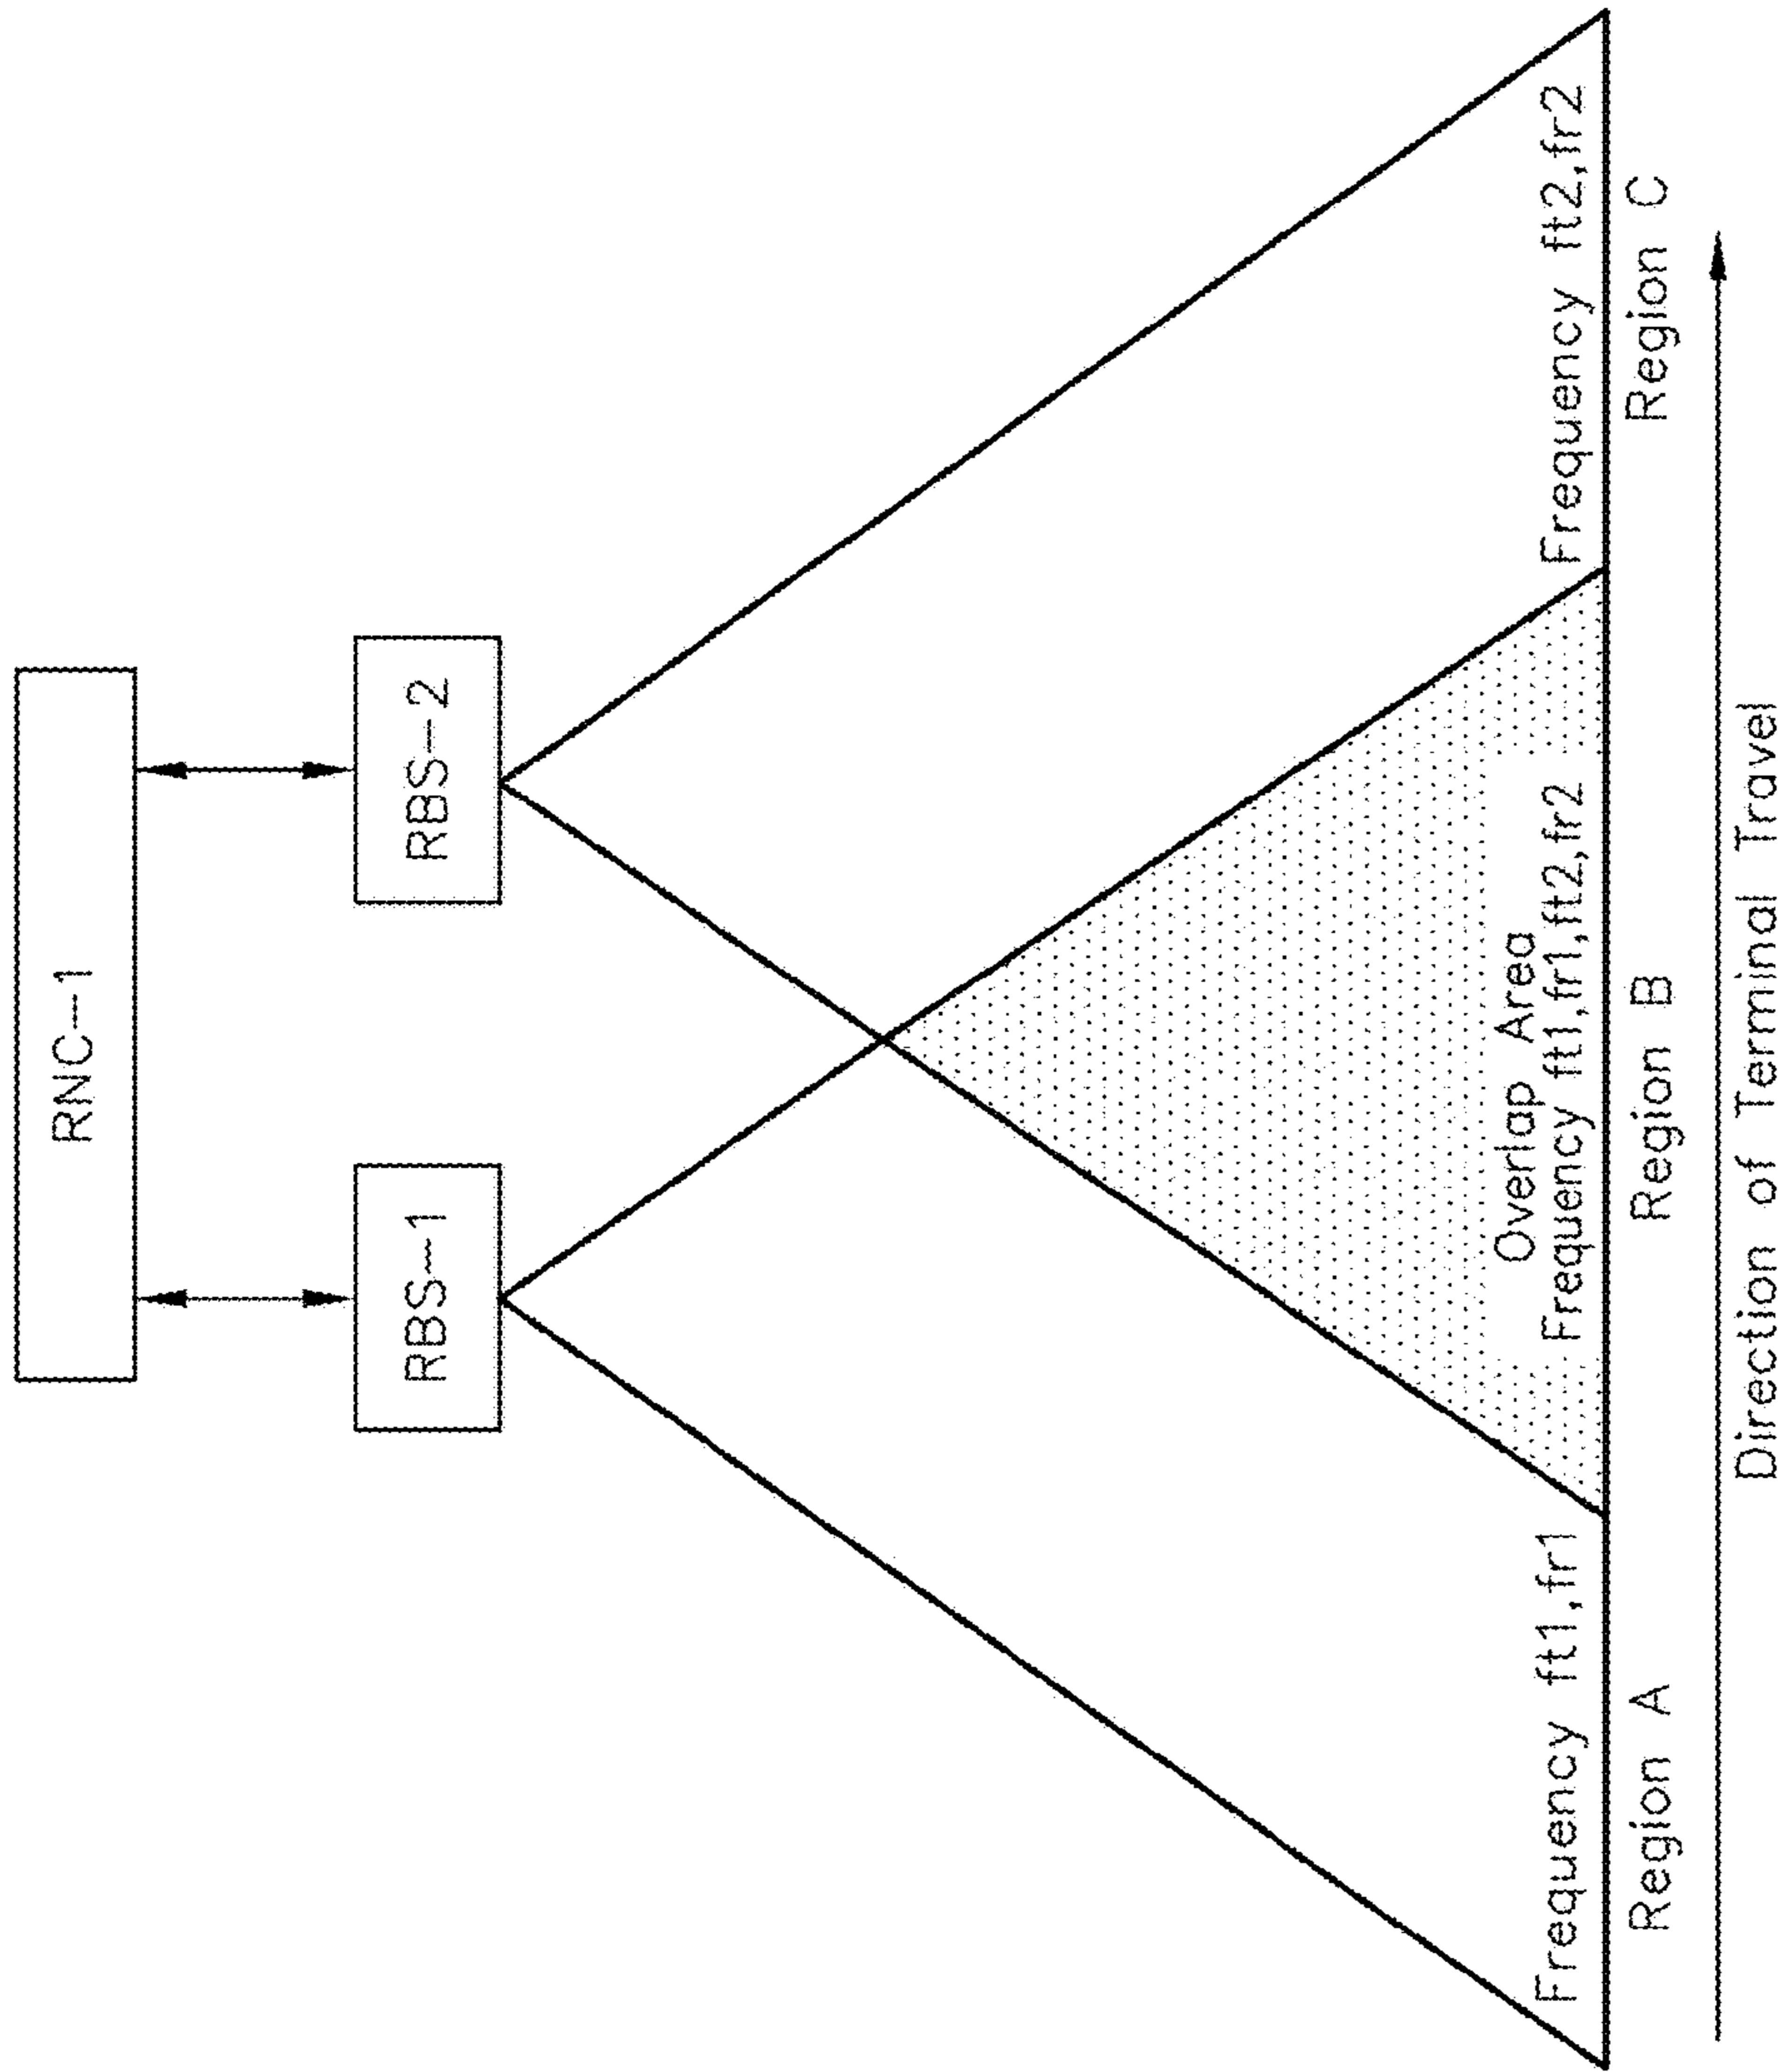 RNC-1
RBS-1
RBS-2
Frequency ft1,fr1
Overlap Area
Frequency ft1,fr1,ft2,fr2
Frequency ft2,fr2
Region A
Region B
Region C
Direction of Terminal Travel